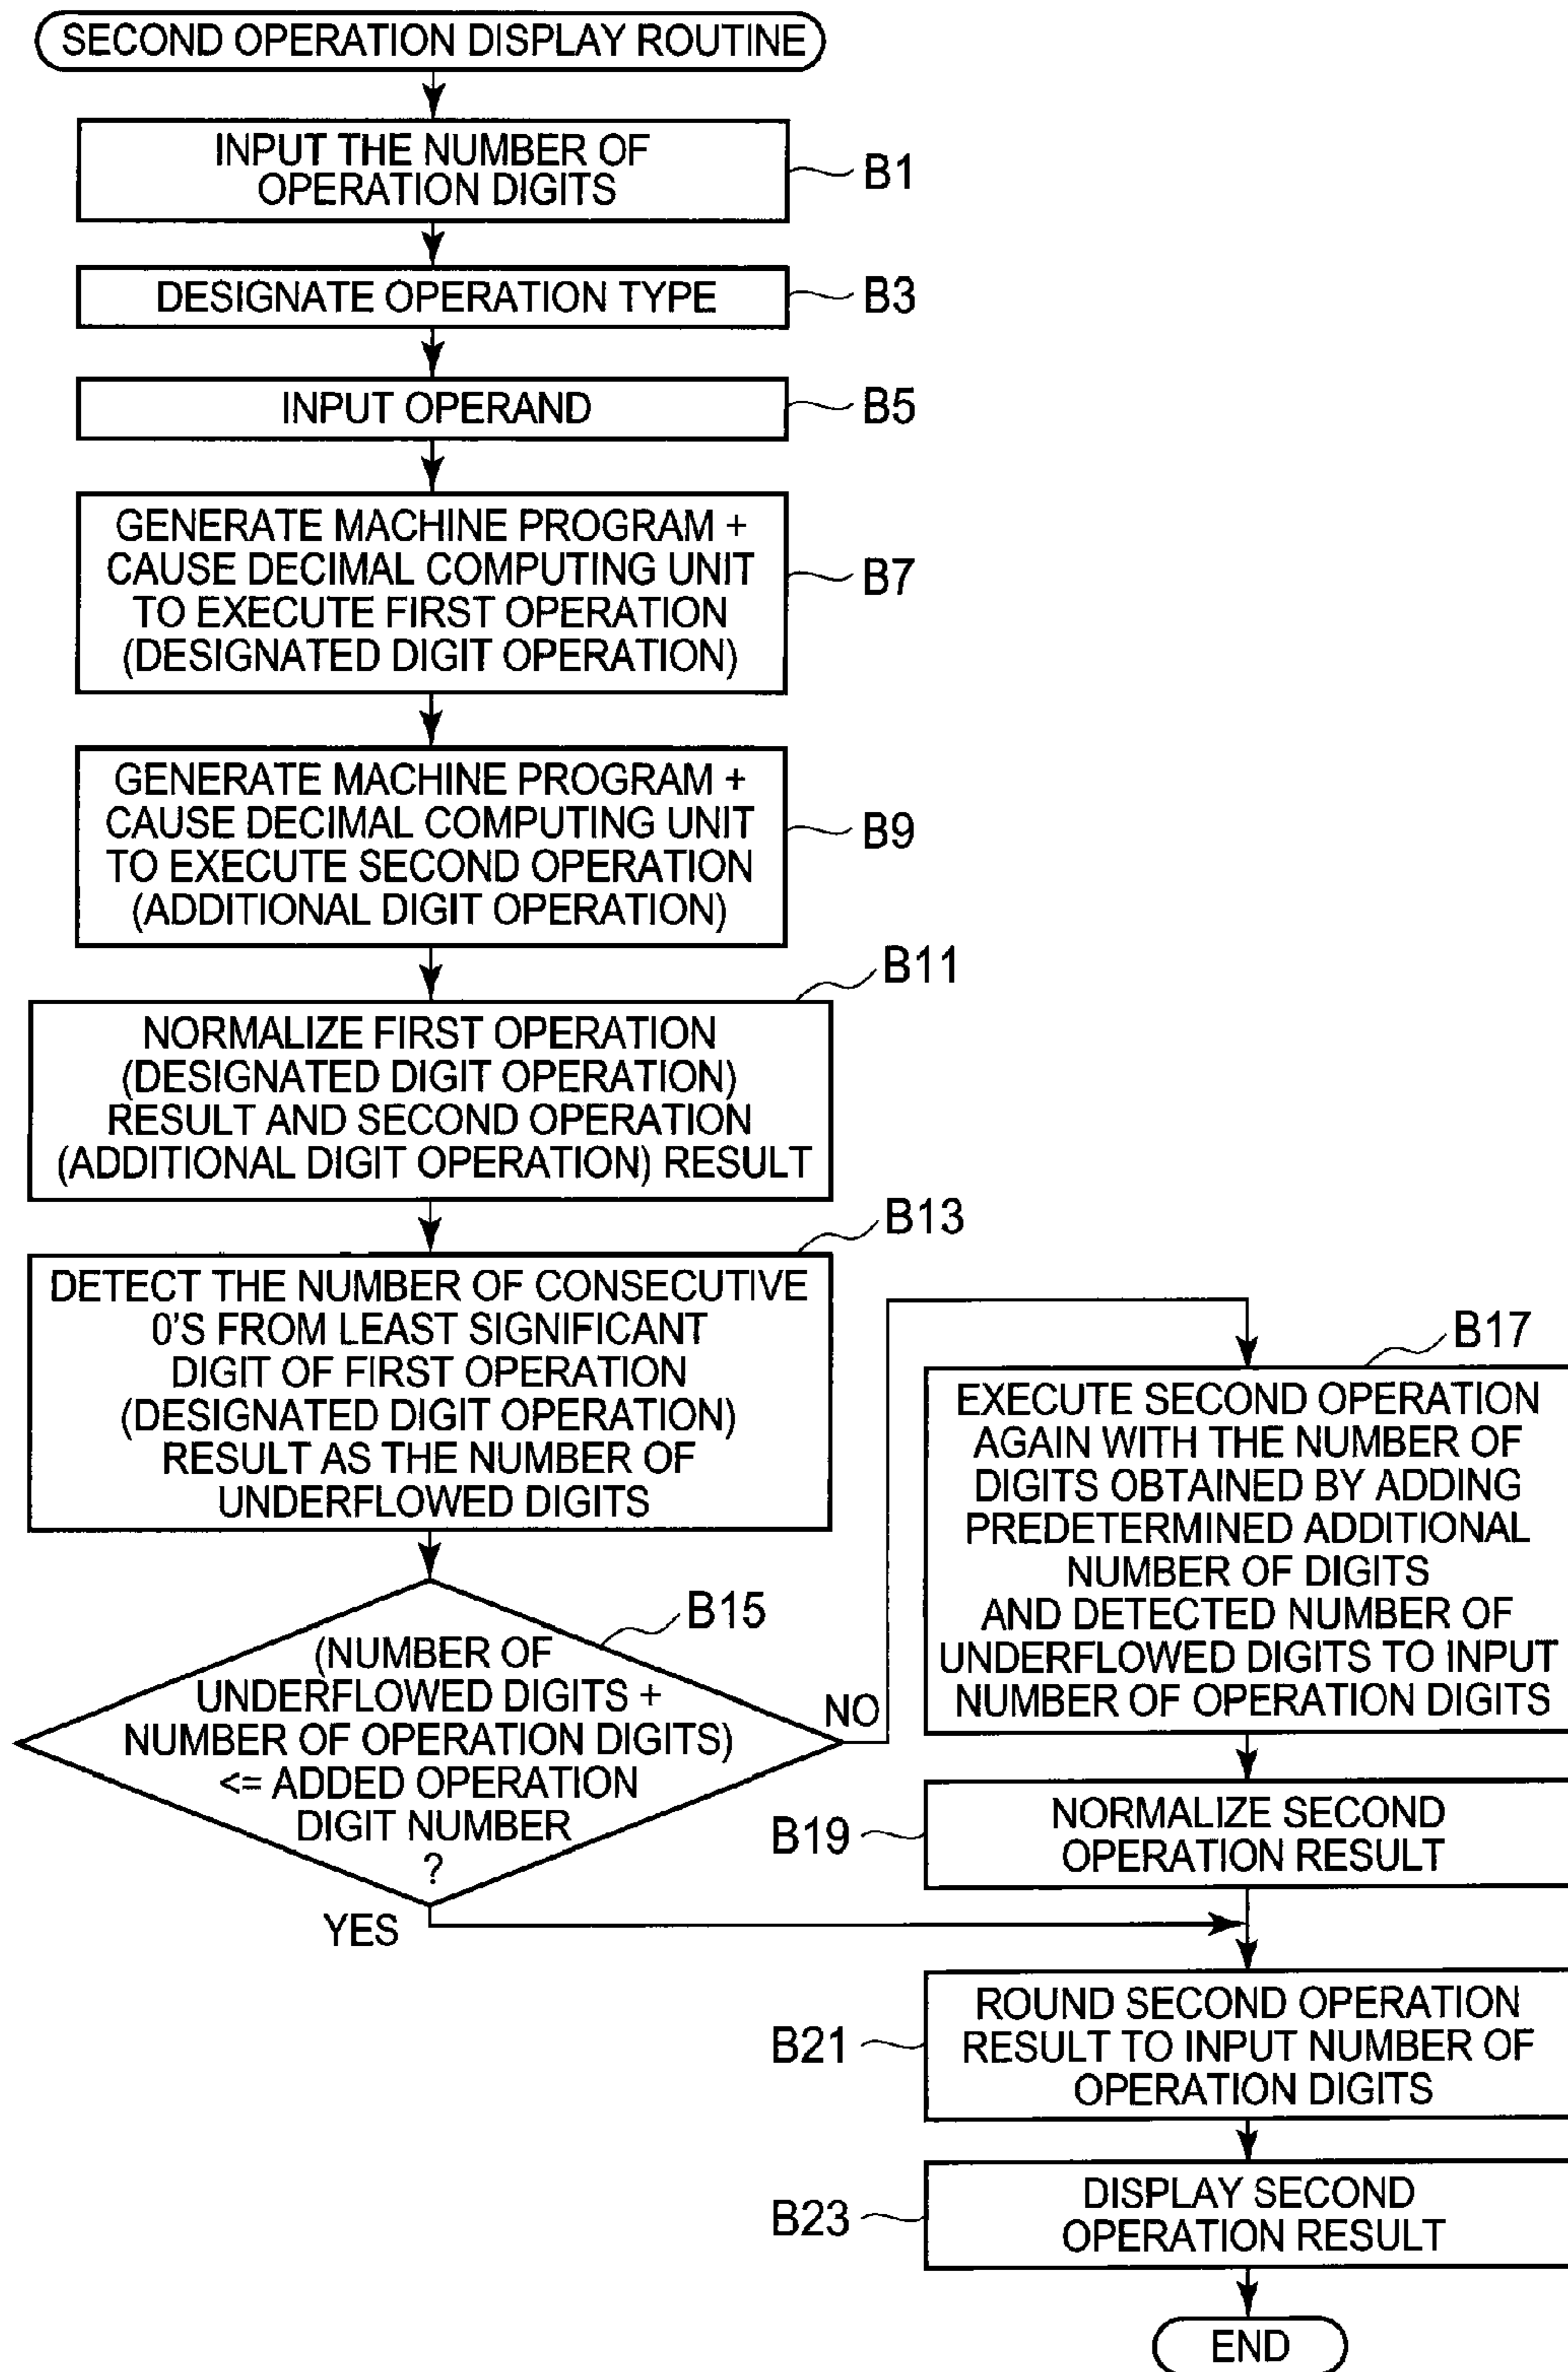 SECOND OPERATION DISPLAY ROUTINE
INPUT THE NUMBER OF
OPERATION DIGITS
B1
DESIGNATE OPERATION TYPE
B3
INPUT OPERAND
B5
GENERATE MACHINE PROGRAM +
CAUSE DECIMAL COMPUTING UNIT
TO EXECUTE FIRST OPERATION
(DESIGNATED DIGIT OPERATION)
B7
GENERATE MACHINE PROGRAM +
CAUSE DECIMAL COMPUTING UNIT
TO EXECUTE SECOND OPERATION
(ADDITIONAL DIGIT OPERATION)
B9
B11
NORMALIZE FIRST OPERATION
(DESIGNATED DIGIT OPERATION)
RESULT AND SECOND OPERATION
(ADDITIONAL DIGIT OPERATION) RESULT
B13
DETECT THE NUMBER OF CONSECUTIVE
0'S FROM LEAST SIGNIFICANT
DIGIT OF FIRST OPERATION
(DESIGNATED DIGIT OPERATION)
RESULT AS THE NUMBER OF
UNDERFLOWED DIGITS
B15
(NUMBER OF
UNDERFLOWED DIGITS +
NUMBER OF OPERATION DIGITS)
<= ADDED OPERATION
DIGIT NUMBER
?
NO
YES
B17
EXECUTE SECOND OPERATION
AGAIN WITH THE NUMBER OF
DIGITS OBTAINED BY ADDING
PREDETERMINED ADDITIONAL
NUMBER OF DIGITS
AND DETECTED NUMBER OF
UNDERFLOWED DIGITS TO INPUT
NUMBER OF OPERATION DIGITS
B19
NORMALIZE SECOND
OPERATION RESULT
B21
ROUND SECOND OPERATION
RESULT TO INPUT NUMBER OF
OPERATION DIGITS
B23
DISPLAY SECOND
OPERATION RESULT
END